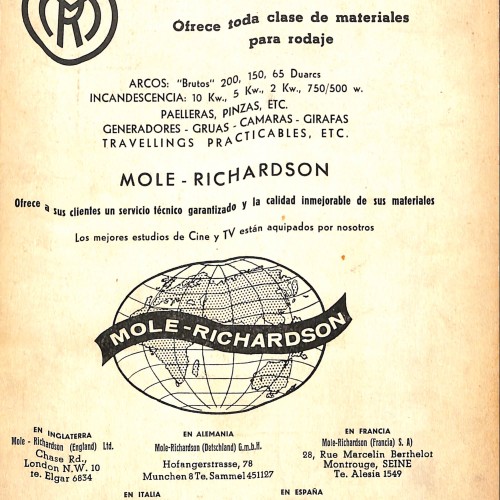 MR
Ofrece toda clase de materiales
para rodaje
ARCOS: "Brutos" 200, 150, 65 Duarcs
INCANDESCENCIA: 10 Kw., 5 Kw., 2 Kw., 750/500 w.
PAELLERAS, PINZAS, ETC.
GENERADORES - GRUAS - CAMARAS - GIRAFAS
TRAVELLINGS PRACTICABLES, ETC.
MOLE - RICHARDSON
Ofrece a sus clientes un servicio técnico garantizado y la calidad inmejorable de sus materiales
Los mejores estudios de Cine y TV están aquipados por nosotros
MOLE-RICHARDSON
EN INGLATERRA
Mole - Richardson (England) Ltd.
Chase Rd.,
London N.W. 10
te. Elgar 6834
EN ALEMANIA
Mole-Richardson (Detschland) G.m.b.H.
Hofangerstrasse, 78
Munchen 8 Te. Sammel 451127
EN FRANCIA
Mole-Richardson (Francia) S. A)
28, Rue Marcelin Berthelot
Montrouge, SEINE
Te. Alesia 1549
EN ITALIA
EN ESPAÑA